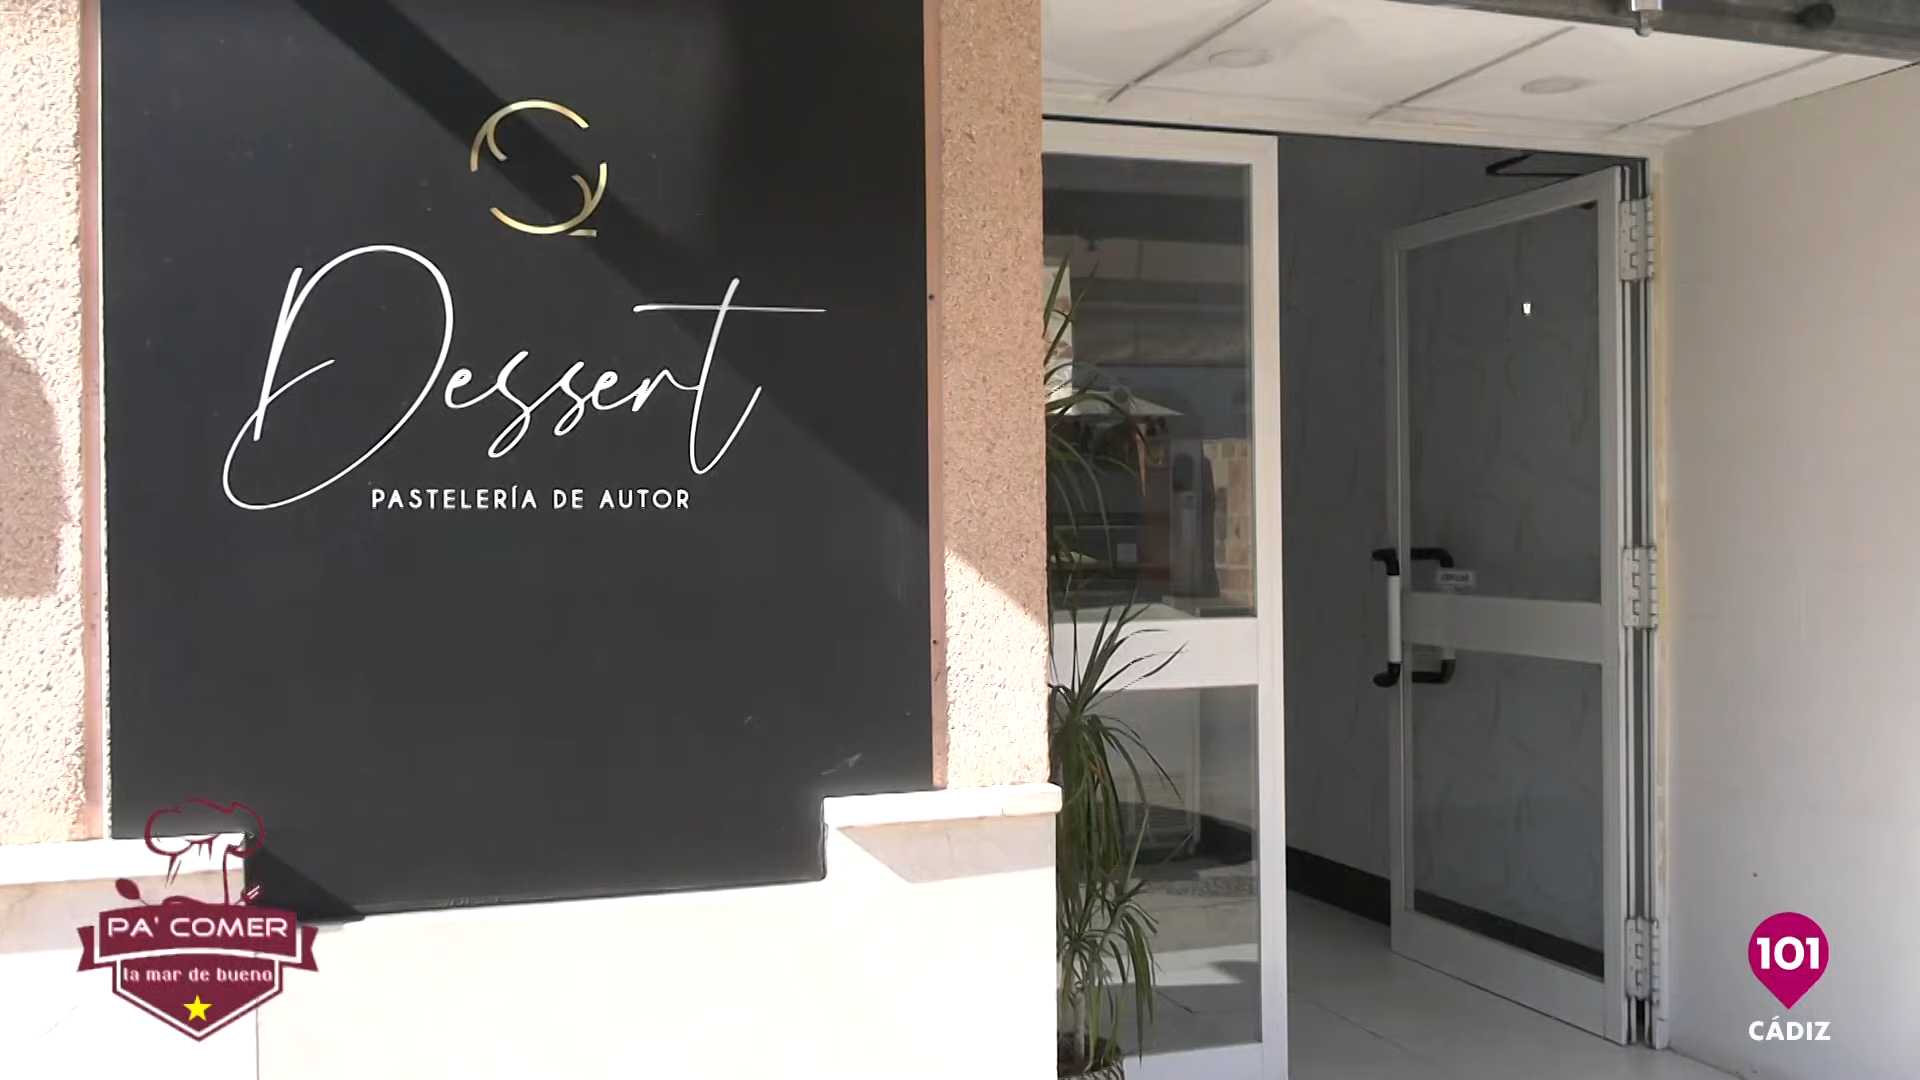 Dessert
PASTELERÍA DE AUTOR
PA' COMER
la mar de bueno
101
CÁDIZ